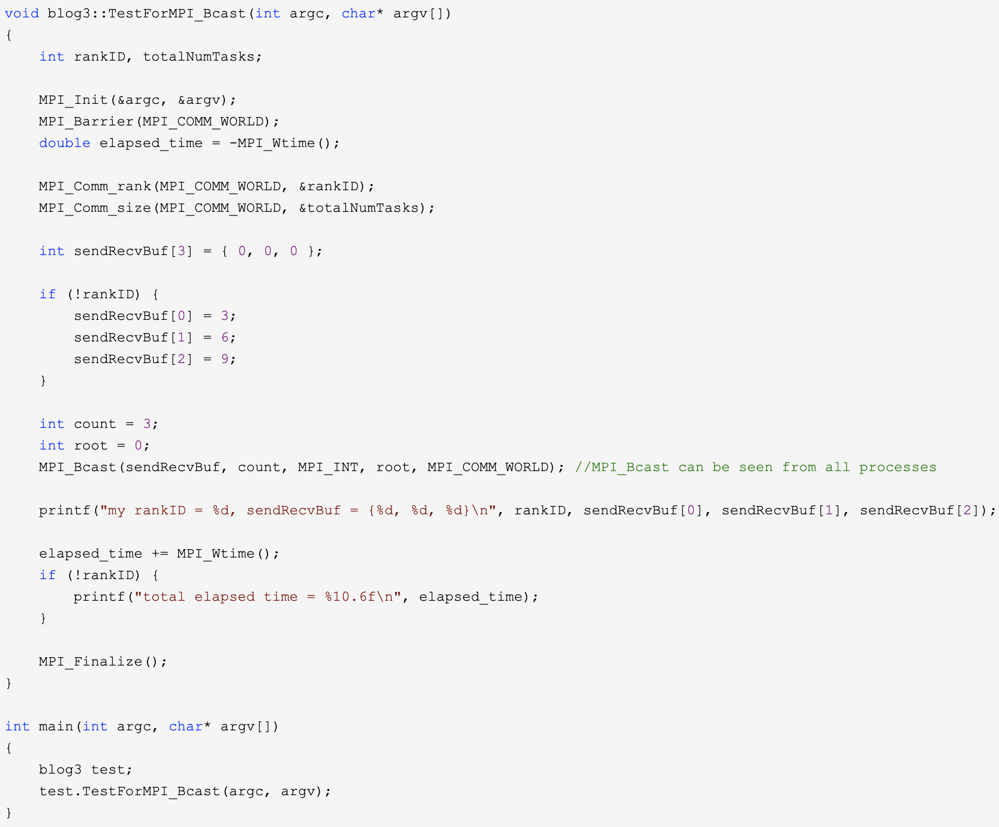 void blog3::TestForMPI_Bcast(int argc, char* argv[])
{
    int rankID, totalNumTasks;

    MPI_Init(&argc, &argv);
    MPI_Barrier(MPI_COMM_WORLD);
    double elapsed_time = -MPI_Wtime();

    MPI_Comm_rank(MPI_COMM_WORLD, &rankID);
    MPI_Comm_size(MPI_COMM_WORLD, &totalNumTasks);

    int sendRecvBuf[3] = { 0, 0, 0 };

    if (!rankID) {
        sendRecvBuf[0] = 3;
        sendRecvBuf[1] = 6;
        sendRecvBuf[2] = 9;
    }

    int count = 3;
    int root = 0;
    MPI_Bcast(sendRecvBuf, count, MPI_INT, root, MPI_COMM_WORLD); //MPI_Bcast can be seen from all processes

    printf("my rankID = %d, sendRecvBuf = {%d, %d, %d}\n", rankID, sendRecvBuf[0], sendRecvBuf[1], sendRecvBuf[2]);

    elapsed_time += MPI_Wtime();
    if (!rankID) {
        printf("total elapsed time = %10.6f\n", elapsed_time);
    }

    MPI_Finalize();
}

int main(int argc, char* argv[])
{
    blog3 test;
    test.TestForMPI_Bcast(argc, argv);
}